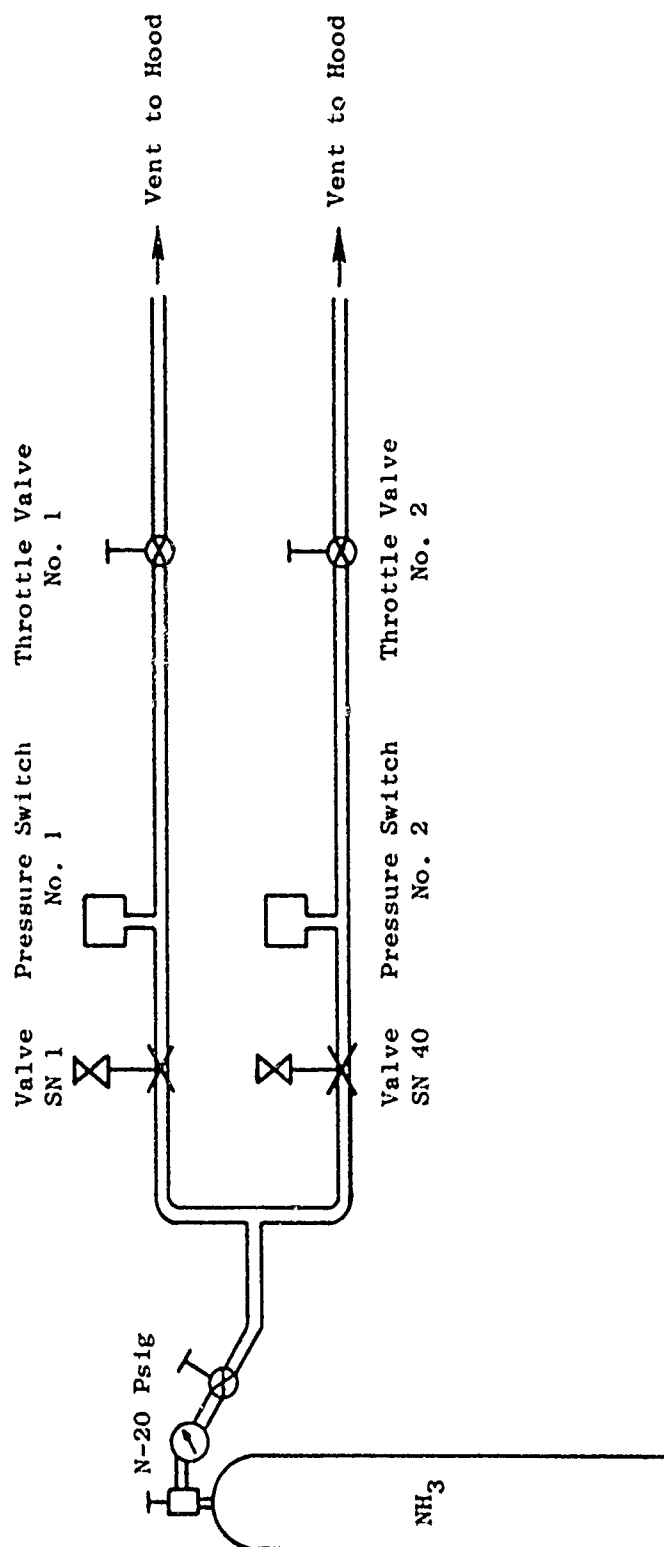 Valve
SN 1
Pressure Switch
No. 1
Throttle Valve
No. 1
Vent to Hood
N-20 Psig
Valve
SN 40
Pressure Switch
No. 2
Throttle Valve
No. 2
Vent to Hood
NH3